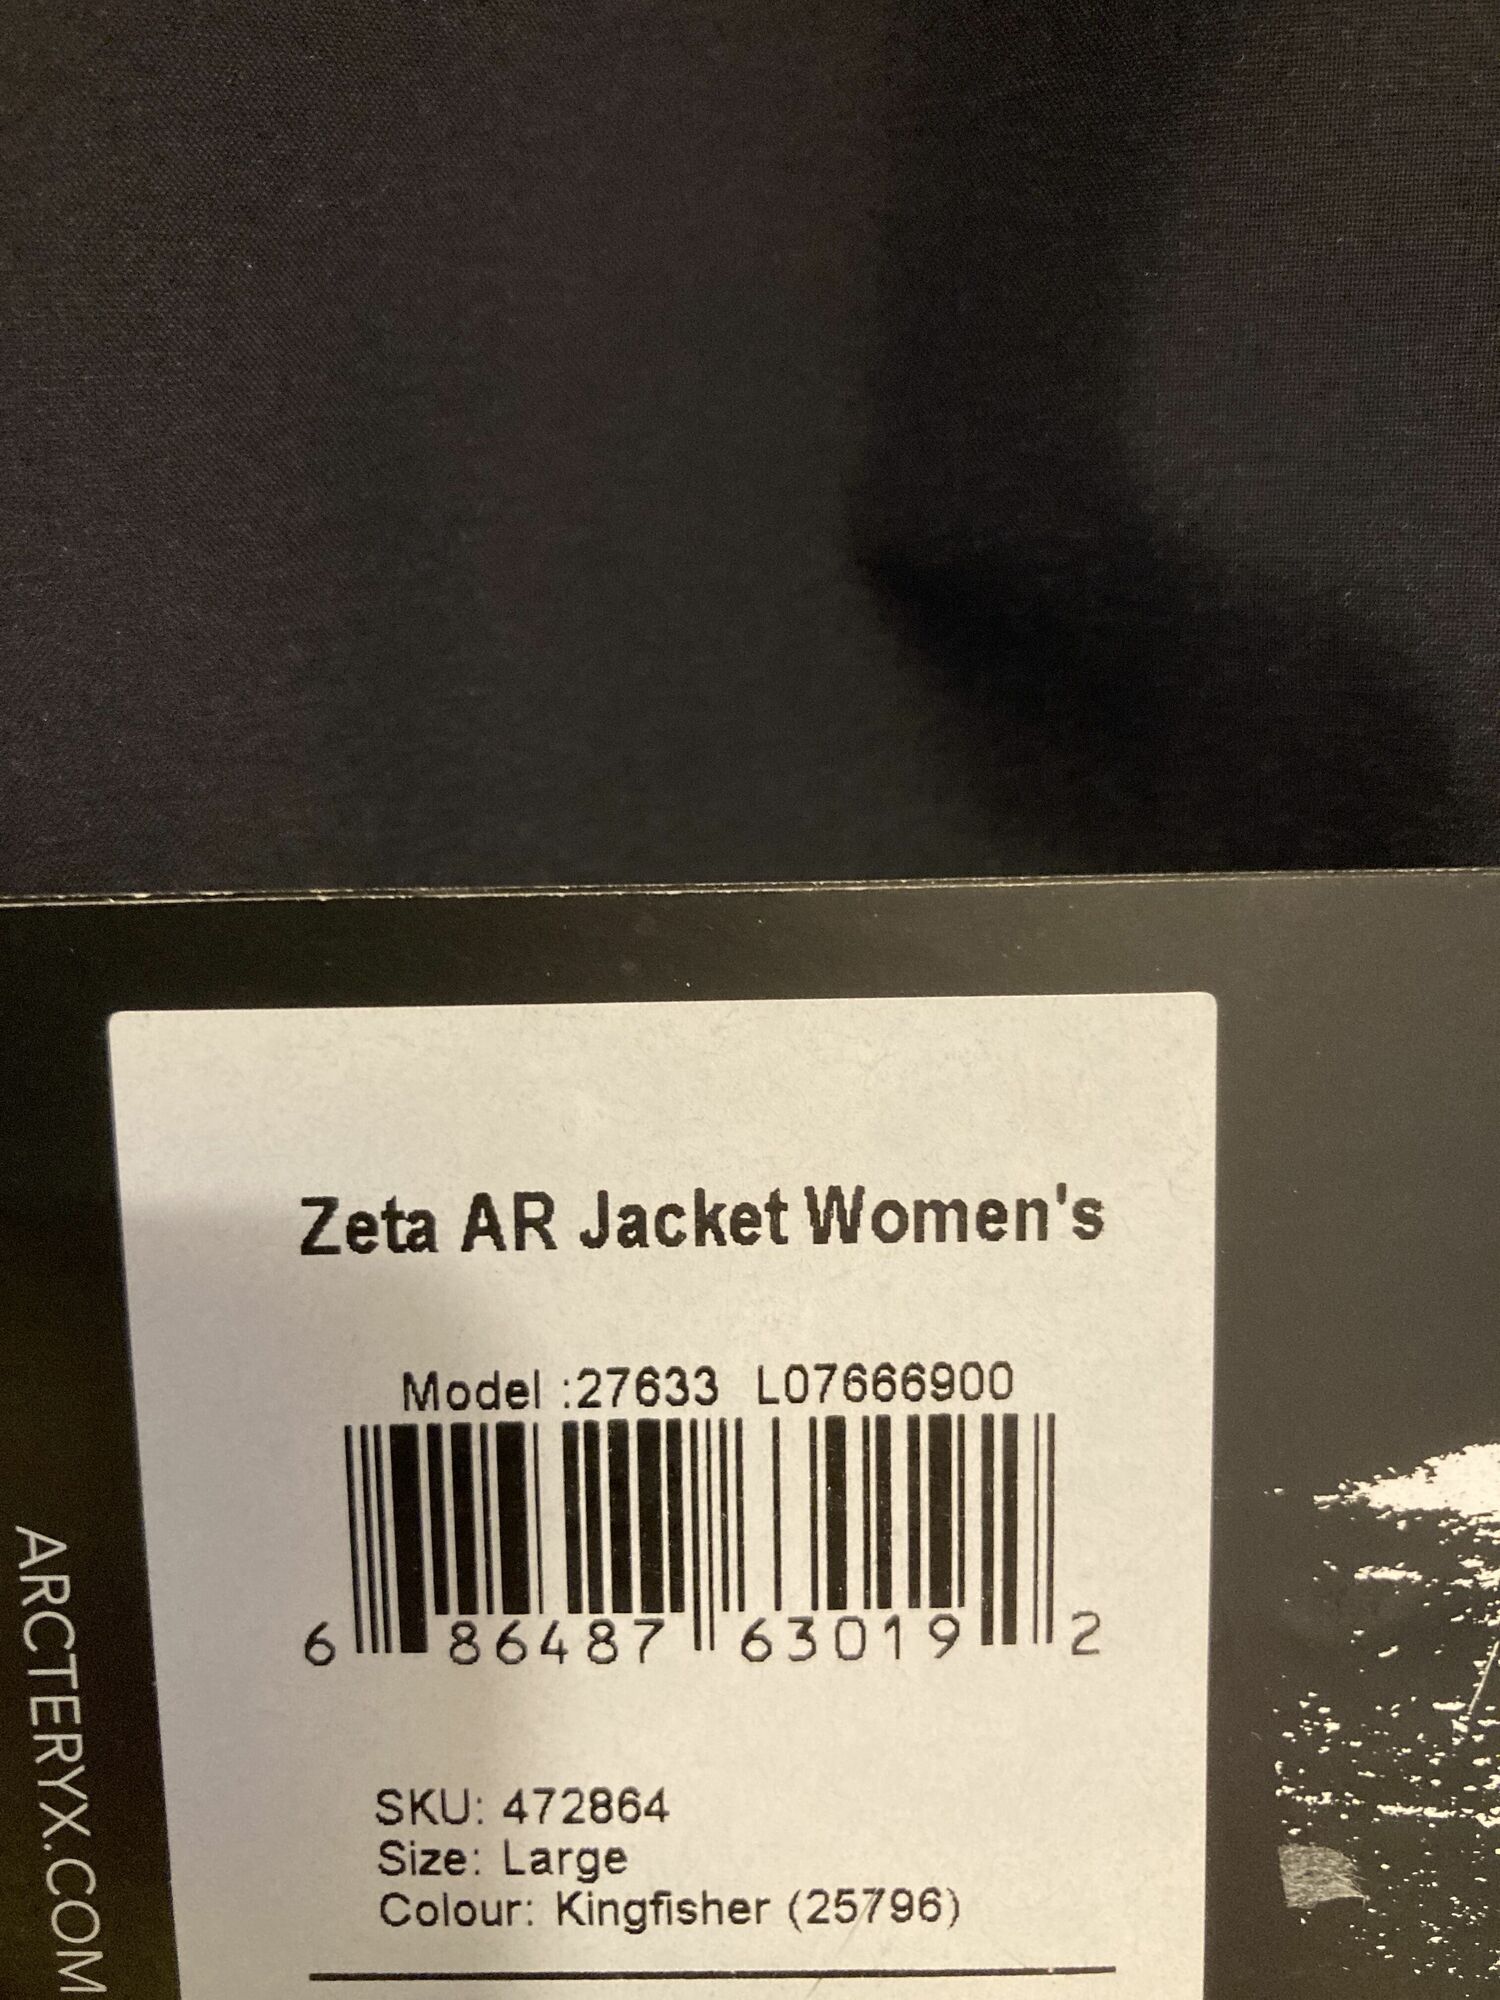 Zeta AR Jacket Women's
Model :27633 L07666900
6 86487 63019 2
SKU: 472864
Size: Large
Colour: Kingfisher (25796)
ARCTERYX.COM